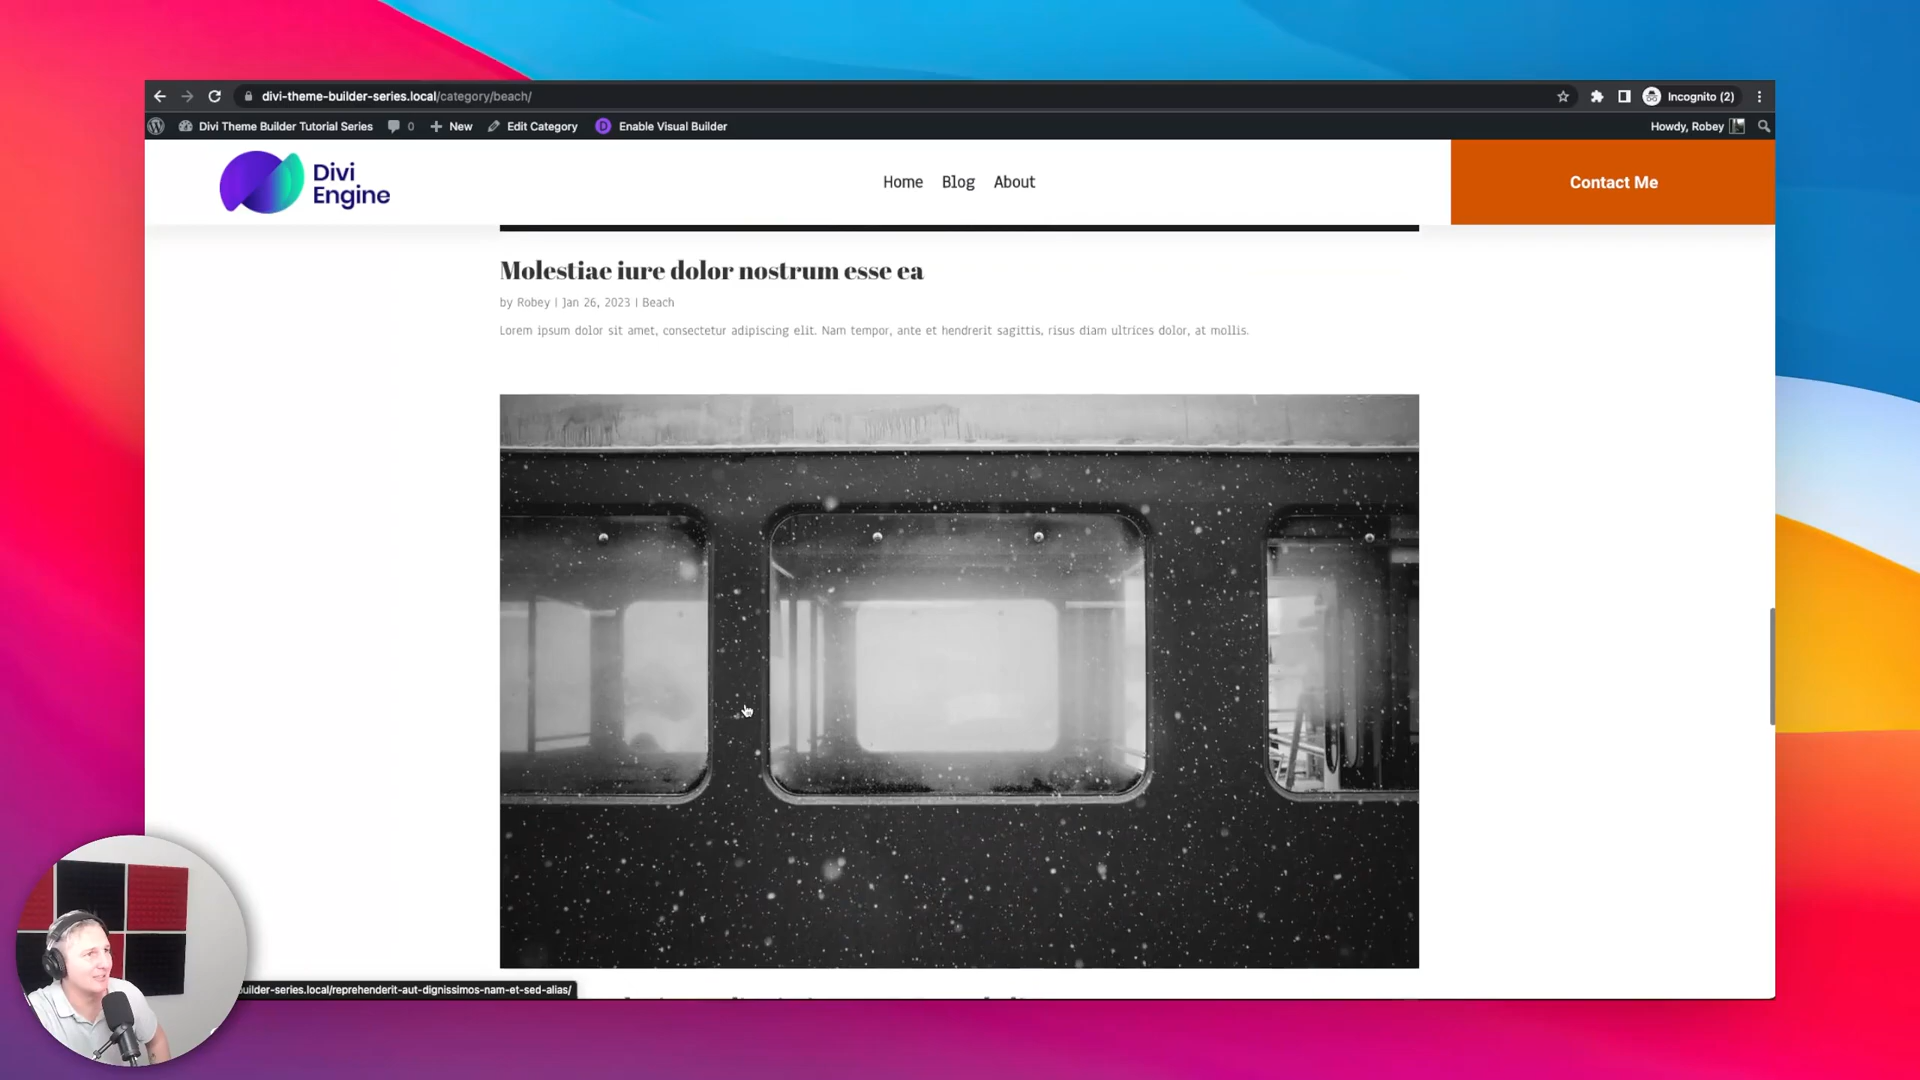 divi-theme-builder-series.local/category/beach/
Incognito (2)
Divi Theme Builder Tutorial Series 0 New Edit Category D Enable Visual Builder
Howdy, Robey
Divi Engine
Home Blog About
Contact Me
Molestiae iure dolor nostrum esse ea
by Robey | Jan 26, 2023 | Beach
Lorem ipsum dolor sit amet, consectetur adipiscing elit. Nam tempor, ante et hendrerit sagittis, risus diam ultrices dolor, at mollis.
builder-series.local/reprehenderit-aut-dignissimos-nam-et-sed-alias/